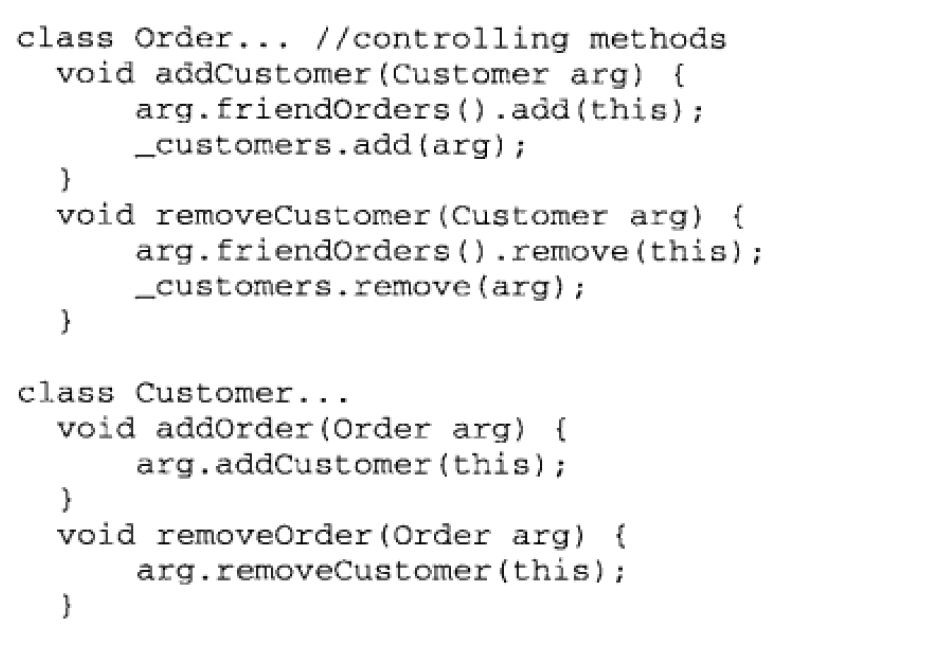 class Order... //controlling methods
  void addCustomer(Customer arg) {
      arg.friendOrders().add(this);
      _customers.add(arg);
  }
  void removeCustomer(Customer arg) {
      arg.friendOrders().remove(this);
      _customers.remove(arg);
  }

class Customer...
  void addOrder(Order arg) {
      arg.addCustomer(this);
  }
  void removeOrder(Order arg) {
      arg.removeCustomer(this);
  }